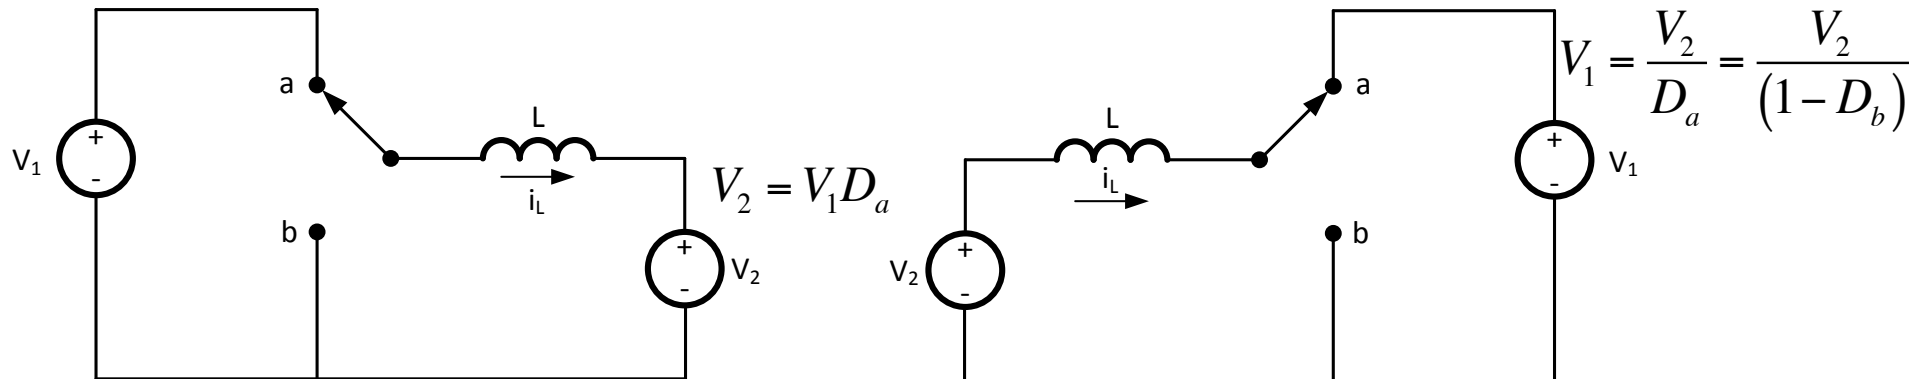 a
V₁
+
-
b
L
i_L
V₂ = V₁D_a
+
-
V₂
V₂
+
-
L
i_L
a
b
+
-
V₁
V₁ = V₂/D_a = V₂/(1 − D_b)